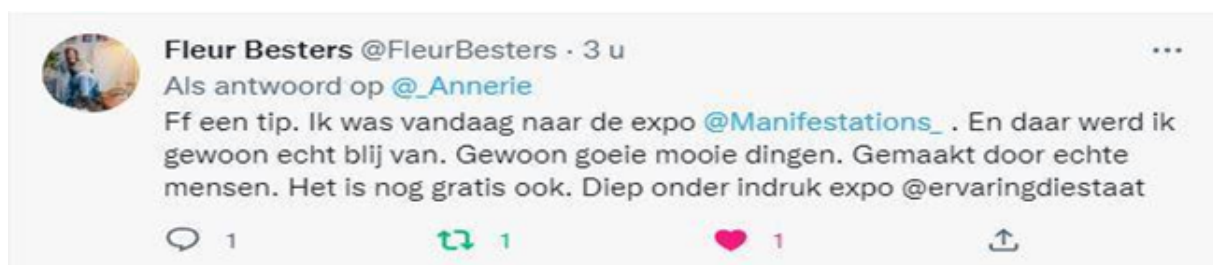 Fleur Besters @FleurBesters · 3 u
Als antwoord op @_Annerie
Ff een tip. Ik was vandaag naar de expo @Manifestations_ . En daar werd ik
gewoon echt blij van. Gewoon goeie mooie dingen. Gemaakt door echte
mensen. Het is nog gratis ook. Diep onder indruk expo @ervaringdiestaat
1 1 1